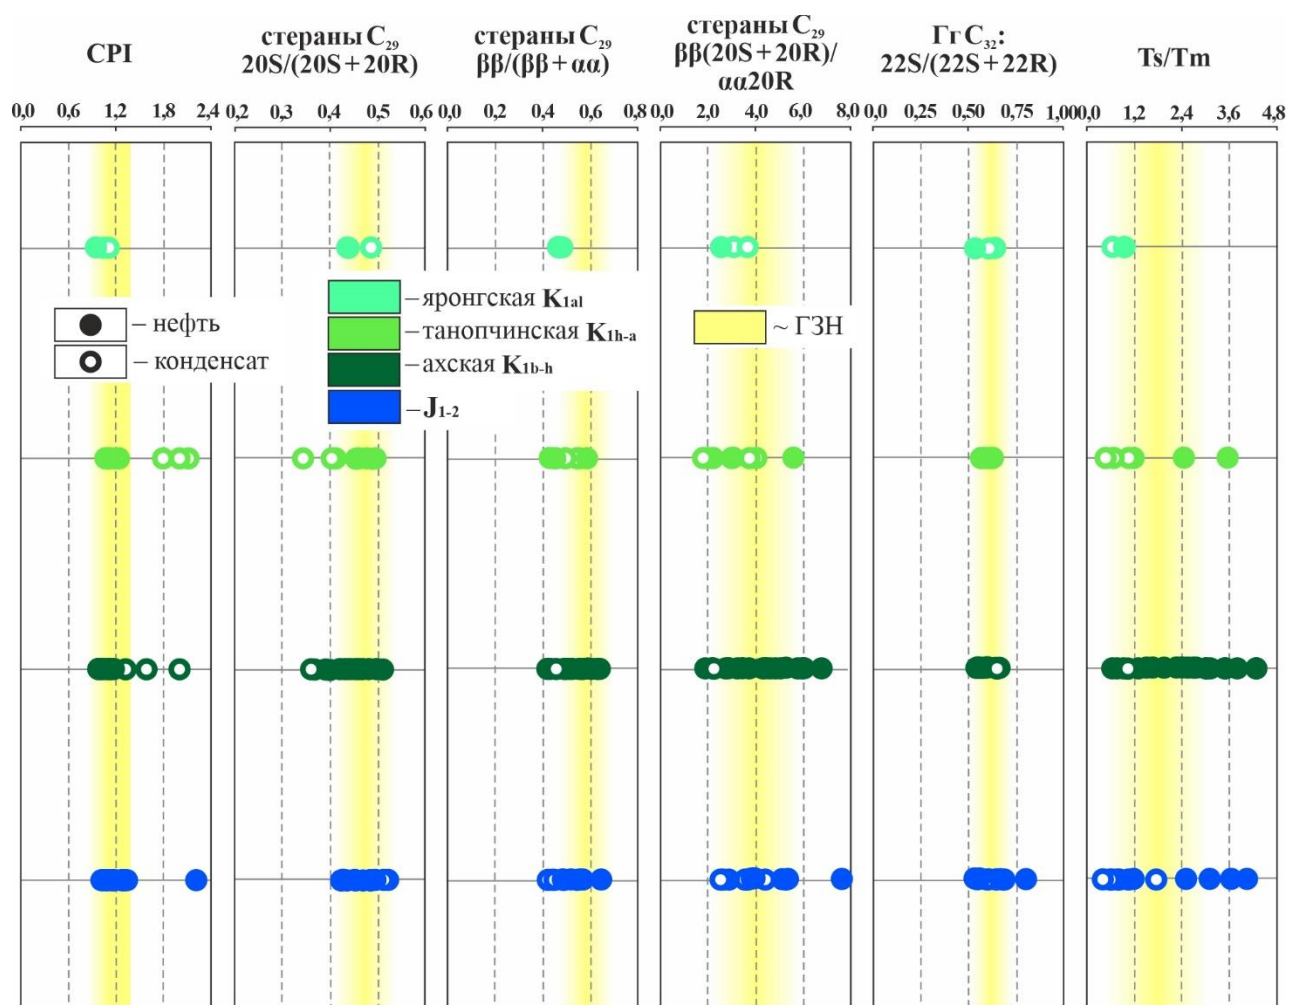 CPI
стераны C₂₉
20S/(20S+20R)
стераны C₂₉
ββ/(ββ+αα)
стераны C₂₉
ββ(20S+20R)/
αα20R
Гг C₃₂:
22S/(22S+22R)
Ts/Tm
0,0 0,6 1,2 1,8 2,4
0,2 0,3 0,4 0,5 0,6
0,0 0,2 0,4 0,6 0,8
0,0 2,0 4,0 6,0 8,0
0,0 0,25 0,50 0,75 1,00
0,0 1,2 2,4 3,6 4,8
– нефть
– конденсат
– яронгская K₁al
– танопчинская K₁h-a
– ахская K₁b-h
– J₁₋₂
~ ГЗН